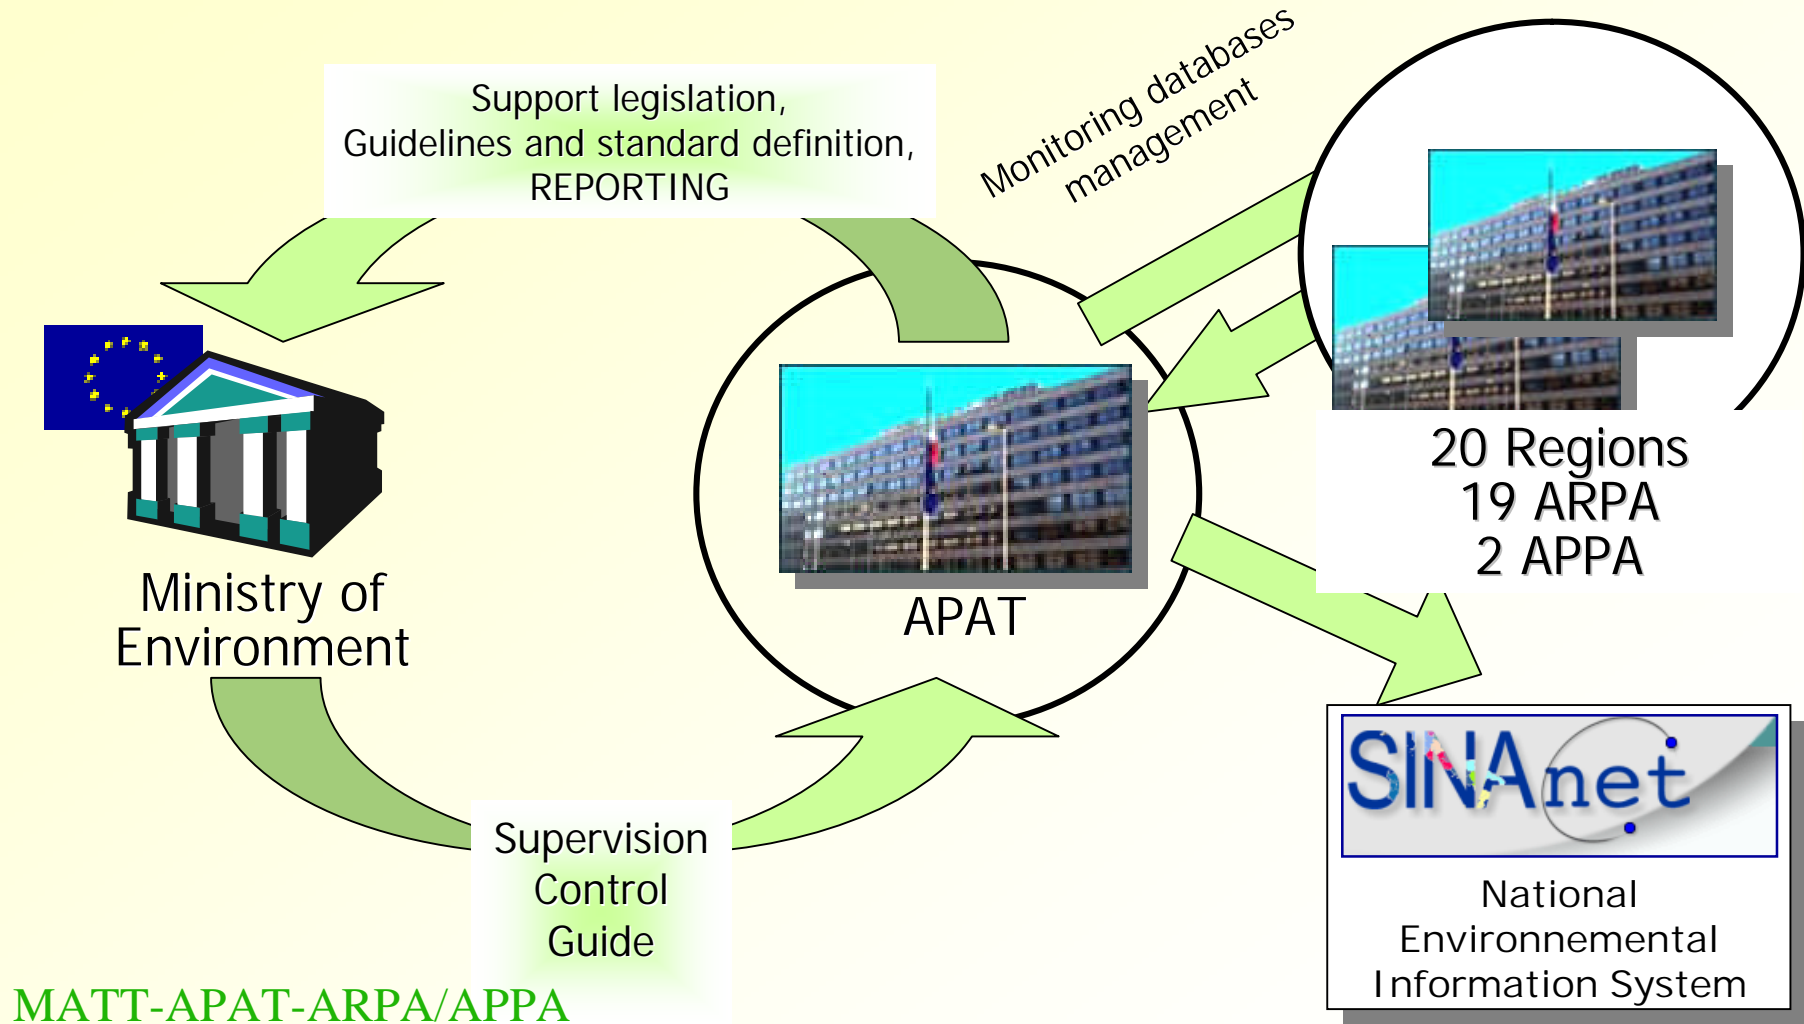 Monitoring databases
management
Support legislation,
Guidelines and standard definition,
REPORTING
20 Regions
19 ARPA
2 APPA
Ministry of
Environment
APAT
SINAnet
National
Environnemental
Information System
Supervision
Control
Guide
MATT-APAT-ARPA/APPA